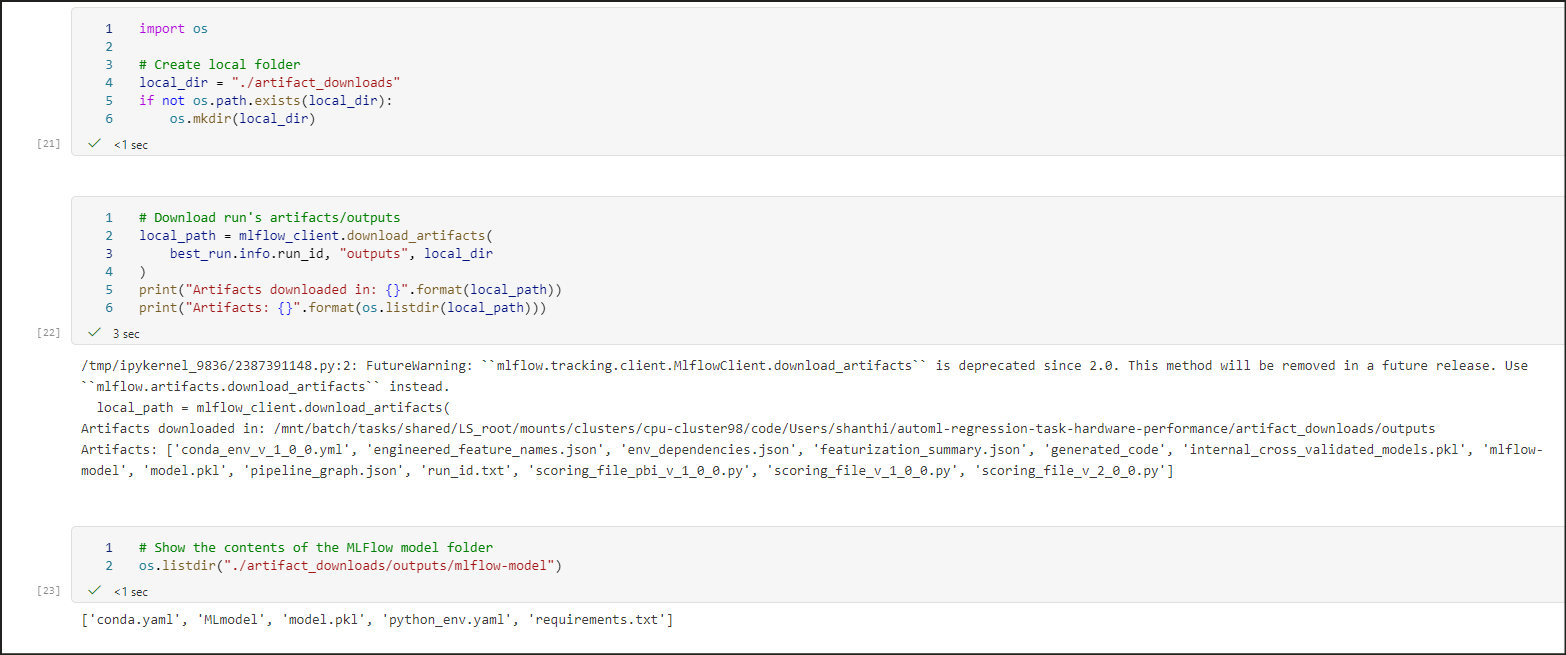 1 import os
2
3 # Create local folder
4 local_dir = "./artifact_downloads"
5 if not os.path.exists(local_dir):
6     os.mkdir(local_dir)
[21] <1 sec
1 # Download run's artifacts/outputs
2 local_path = mlflow_client.download_artifacts(
3     best_run.info.run_id, "outputs", local_dir
4 )
5 print("Artifacts downloaded in: {}".format(local_path))
6 print("Artifacts: {}".format(os.listdir(local_path)))
[22] 3 sec
/tmp/ipykernel_9836/2387391148.py:2: FutureWarning: ``mlflow.tracking.client.MlflowClient.download_artifacts`` is deprecated since 2.0. This method will be removed in a future release. Use
``mlflow.artifacts.download_artifacts`` instead.
  local_path = mlflow_client.download_artifacts(
Artifacts downloaded in: /mnt/batch/tasks/shared/LS_root/mounts/clusters/cpu-cluster98/code/Users/shanthi/automl-regression-task-hardware-performance/artifact_downloads/outputs
Artifacts: ['conda_env_v_1_0_0.yml', 'engineered_feature_names.json', 'env_dependencies.json', 'featurization_summary.json', 'generated_code', 'internal_cross_validated_models.pkl', 'mlflow-
model', 'model.pkl', 'pipeline_graph.json', 'run_id.txt', 'scoring_file_pbi_v_1_0_0.py', 'scoring_file_v_1_0_0.py', 'scoring_file_v_2_0_0.py']
1 # Show the contents of the MLFlow model folder
2 os.listdir("./artifact_downloads/outputs/mlflow-model")
[23] <1 sec
['conda.yaml', 'MLmodel', 'model.pkl', 'python_env.yaml', 'requirements.txt']